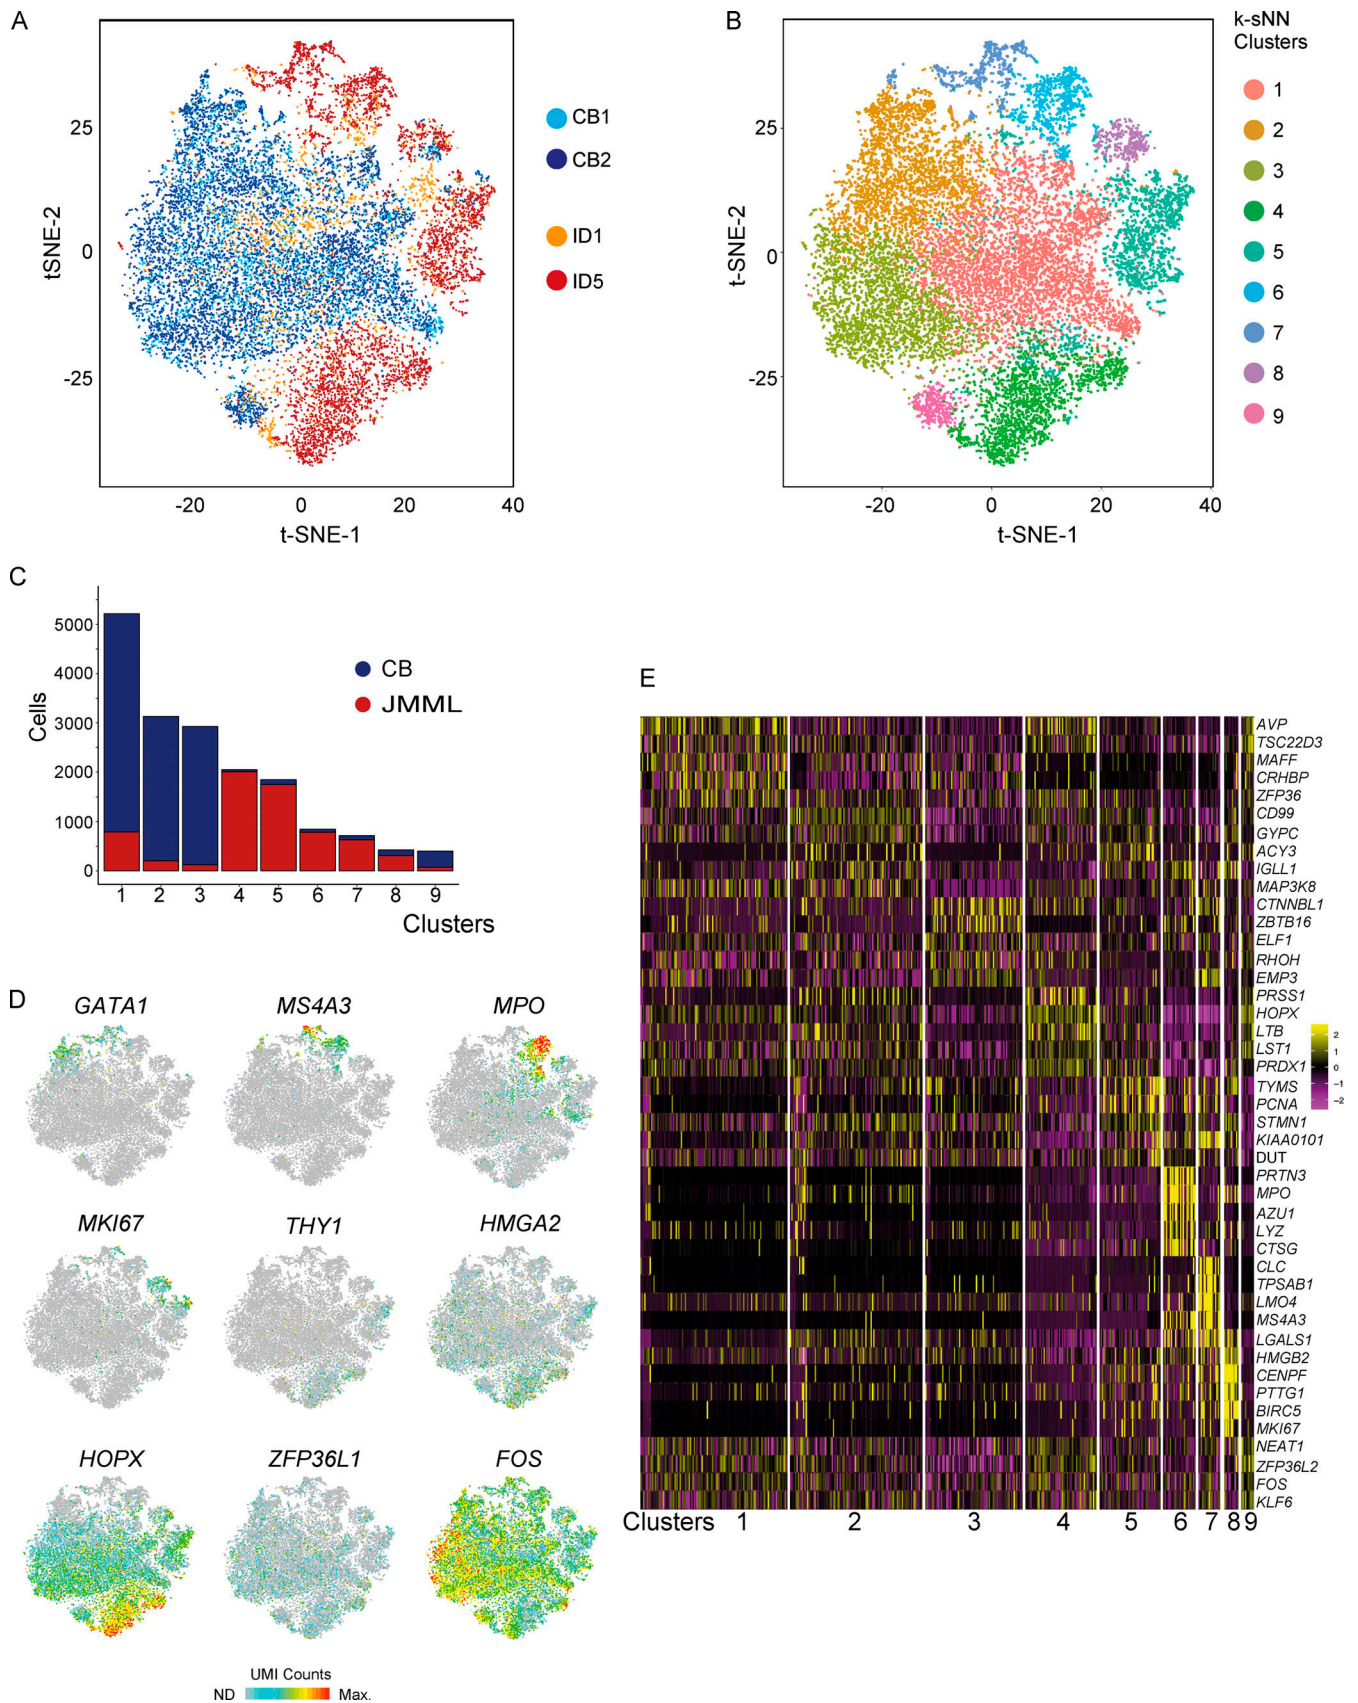 A
25
0
-25
tSNE-2
-20
0
20
40
t-SNE-1
CB1
CB2
ID1
ID5
B
25
0
-25
t-SNE-2
-20
0
20
40
t-SNE-1
k-sNN
Clusters
1
2
3
4
5
6
7
8
9
C
5000
4000
3000
2000
1000
0
Cells
CB
JMML
1 2 3 4 5 6 7 8 9
Clusters
D
GATA1 MS4A3 MPO
MKI67 THY1 HMGA2
HOPX ZFP36L1 FOS
UMI Counts
ND Max.
E
AVP
TSC22D3
MAFF
CRHBP
ZFP36
CD99
GYPC
ACY3
IGLL1
MAP3K8
CTNNBL1
ZBTB16
ELF1
RHOH
EMP3
PRSS1
HOPX
LTB
LST1
PRDX1
TYMS
PCNA
STMN1
KIAA0101
DUT
PRTN3
MPO
AZU1
LYZ
CTSG
CLC
TPSAB1
LMO4
MS4A3
LGALS1
HMGB2
CENPF
PTTG1
BIRC5
MKI67
NEAT1
ZFP36L2
FOS
KLF6
2
1
0
-1
-2
Clusters 1 2 3 4 5 6 7 8 9